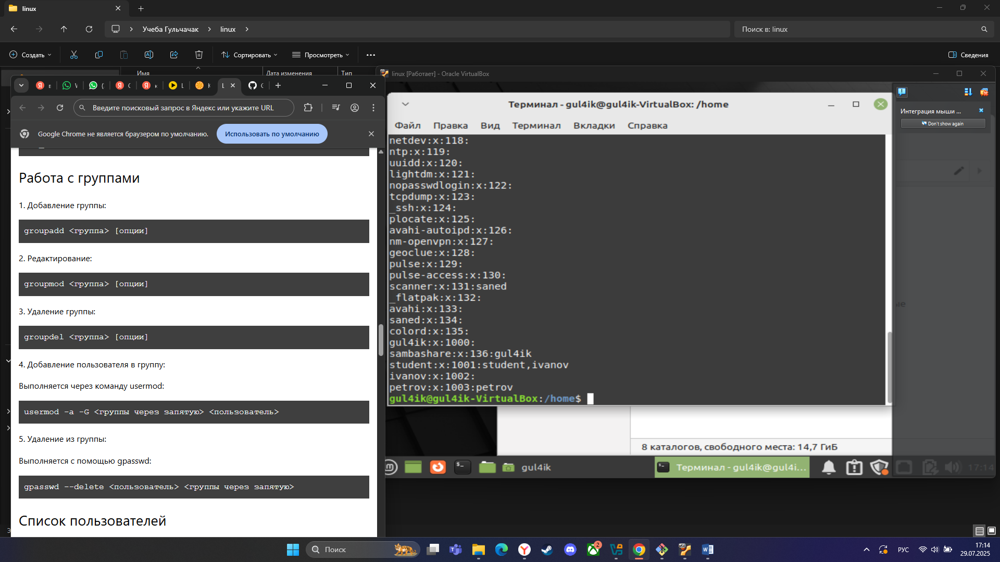 linux
Учеба Гульчачак
linux
Поиск в: linux
Создать
Сортировать
Просмотреть
Сведения
Имя
Дата изменения
Тип
linux [Работает] - Oracle VirtualBox
Введите поисковый запрос в Яндекс или укажите URL
Google Chrome не является браузером по умолчанию.
Использовать по умолчанию
Работа с группами
1. Добавление группы:
groupadd <группа> [опции]
2. Редактирование:
groupmod <группа> [опции]
3. Удаление группы:
groupdel <группа> [опции]
4. Добавление пользователя в группу:
Выполняется через команду usermod:
usermod -a -G <группы через запятую> <пользователь>
5. Удаление из группы:
Выполняется с помощью gpasswd:
gpasswd --delete <пользователь> <группы через запятую>
Список пользователей
Терминал - gul4ik@gul4ik-VirtualBox: /home
Файл Правка Вид Терминал Вкладки Справка
netdev:x:118:
ntp:x:119:
uuidd:x:120:
lightdm:x:121:
nopasswdlogin:x:122:
tcpdump:x:123:
_ssh:x:124:
plocate:x:125:
avahi-autoipd:x:126:
nm-openvpn:x:127:
geoclue:x:128:
pulse:x:129:
pulse-access:x:130:
scanner:x:131:saned
_flatpak:x:132:
avahi:x:133:
saned:x:134:
colord:x:135:
gul4ik:x:1000:
sambashare:x:136:gul4ik
student:x:1001:student,ivanov
ivanov:x:1002:
petrov:x:1003:petrov
gul4ik@gul4ik-VirtualBox:/home$
Интеграция мыши ...
Don't show again
8 каталогов, свободного места: 14,7 ГиБ
gul4ik
Терминал - gul4ik@gul4i...
17:14
Поиск
2
РУС
17:14
29.07.2025